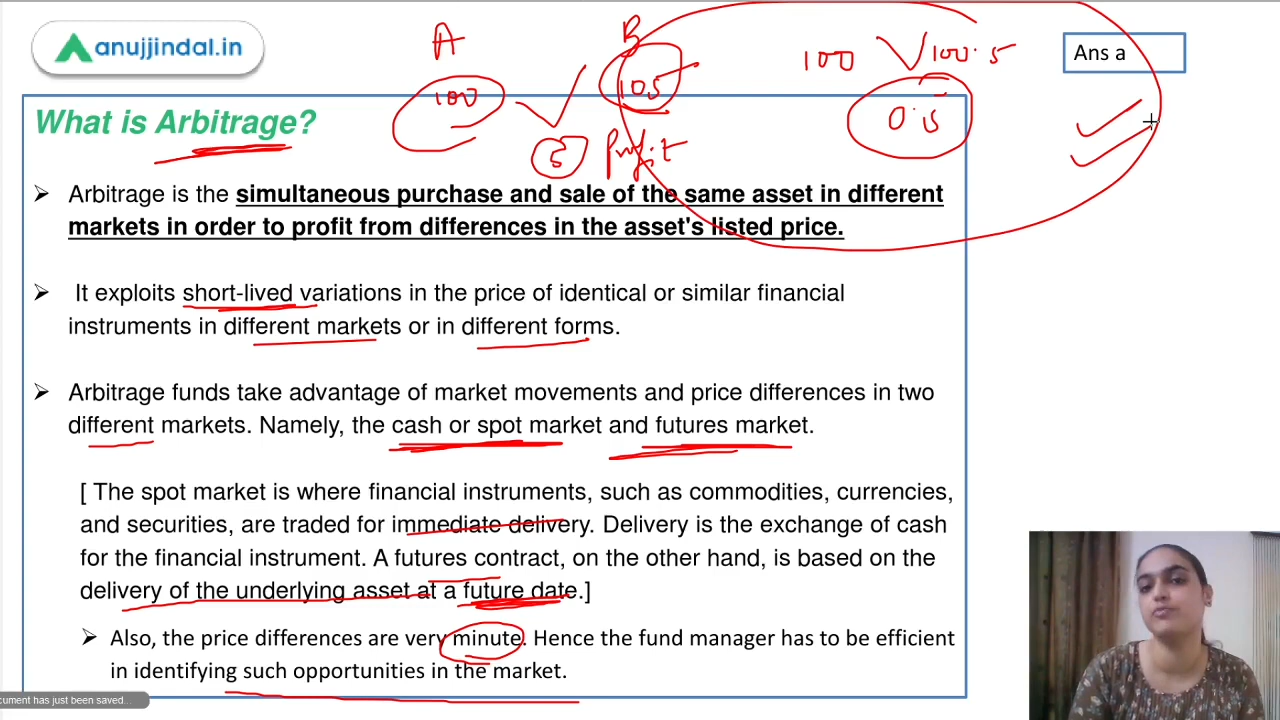 anujjindal.in
A
B
100
105
5 Profit
100 100.5
0.5
Ans a
What is Arbitrage?
➢ Arbitrage is the simultaneous purchase and sale of the same asset in different
markets in order to profit from differences in the asset's listed price.
➢ It exploits short-lived variations in the price of identical or similar financial
instruments in different markets or in different forms.
➢ Arbitrage funds take advantage of market movements and price differences in two
different markets. Namely, the cash or spot market and futures market.
[ The spot market is where financial instruments, such as commodities, currencies,
and securities, are traded for immediate delivery. Delivery is the exchange of cash
for the financial instrument. A futures contract, on the other hand, is based on the
delivery of the underlying asset at a future date.]
➢ Also, the price differences are very minute. Hence the fund manager has to be efficient
in identifying such opportunities in the market.
cument has just been saved...